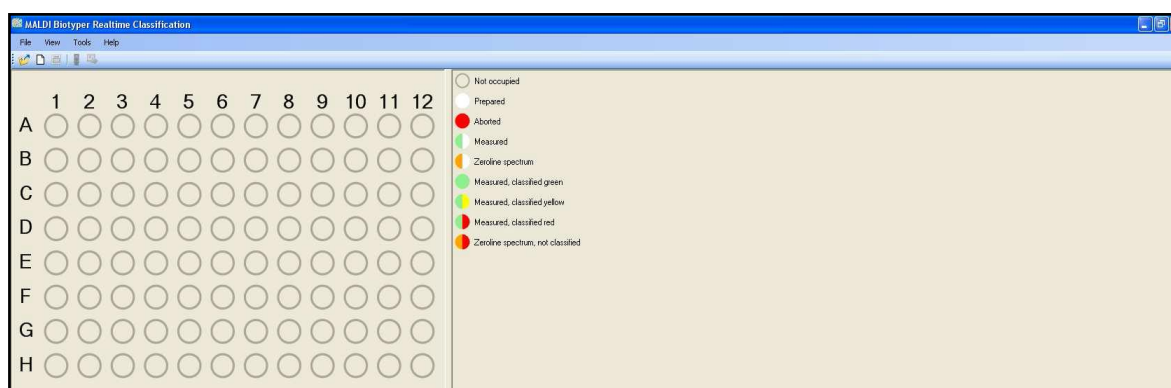 MALDI Biotyper Realtime Classification
File View Tools Help
1 2 3 4 5 6 7 8 9 10 11 12
A
B
C
D
E
F
G
H
Not occupied
Prepared
Aborted
Measured
Zeroline spectrum
Measured, classified green
Measured, classified yellow
Measured, classified red
Zeroline spectrum, not classified